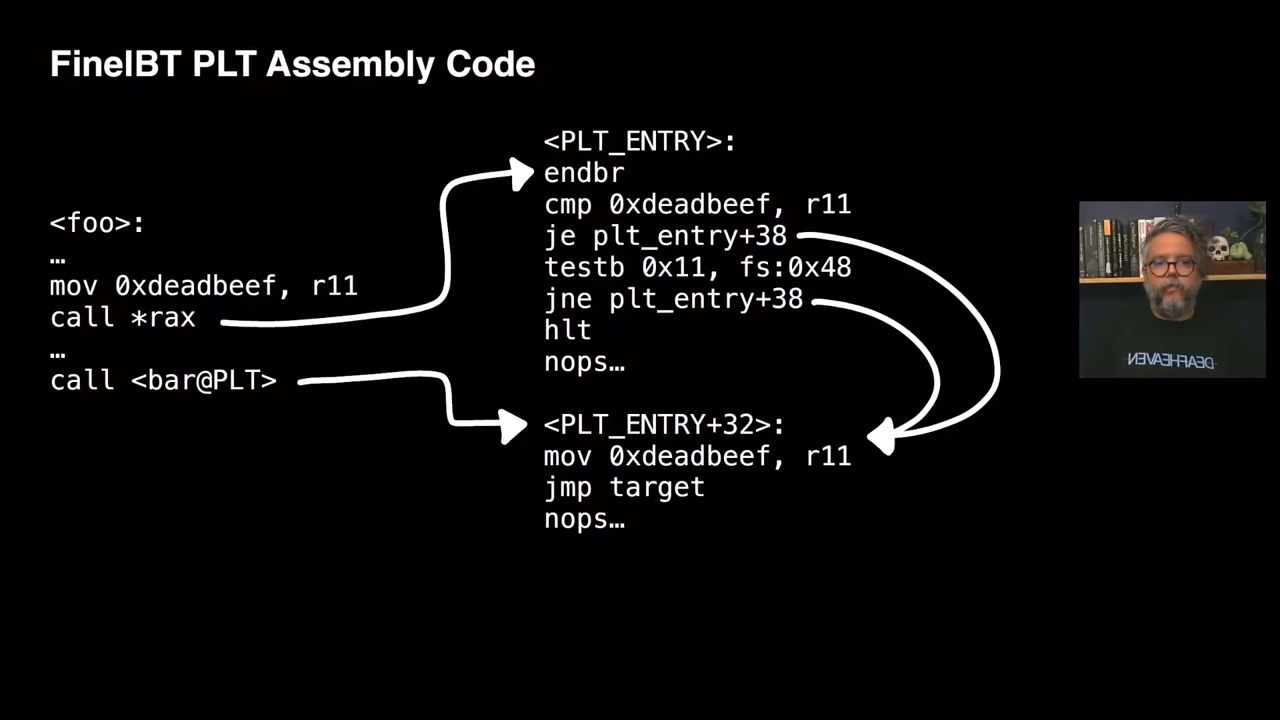 FineIBT PLT Assembly Code
<foo>:
…
mov 0xdeadbeef, r11
call *rax
…
call <bar@PLT>
<PLT_ENTRY>:
endbr
cmp 0xdeadbeef, r11
je plt_entry+38
testb 0x11, fs:0x48
jne plt_entry+38
hlt
nops…
<PLT_ENTRY+32>:
mov 0xdeadbeef, r11
jmp target
nops…
DEAFHEAVEN